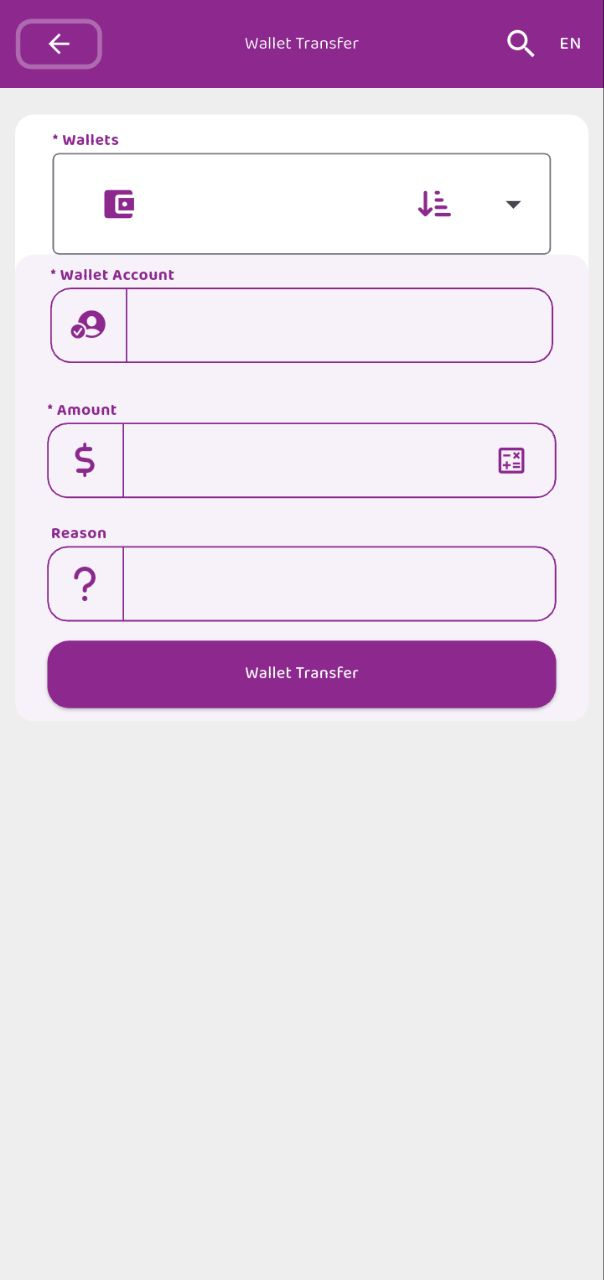 Wallet Transfer
EN
* Wallets
* Wallet Account
* Amount
Reason
Wallet Transfer